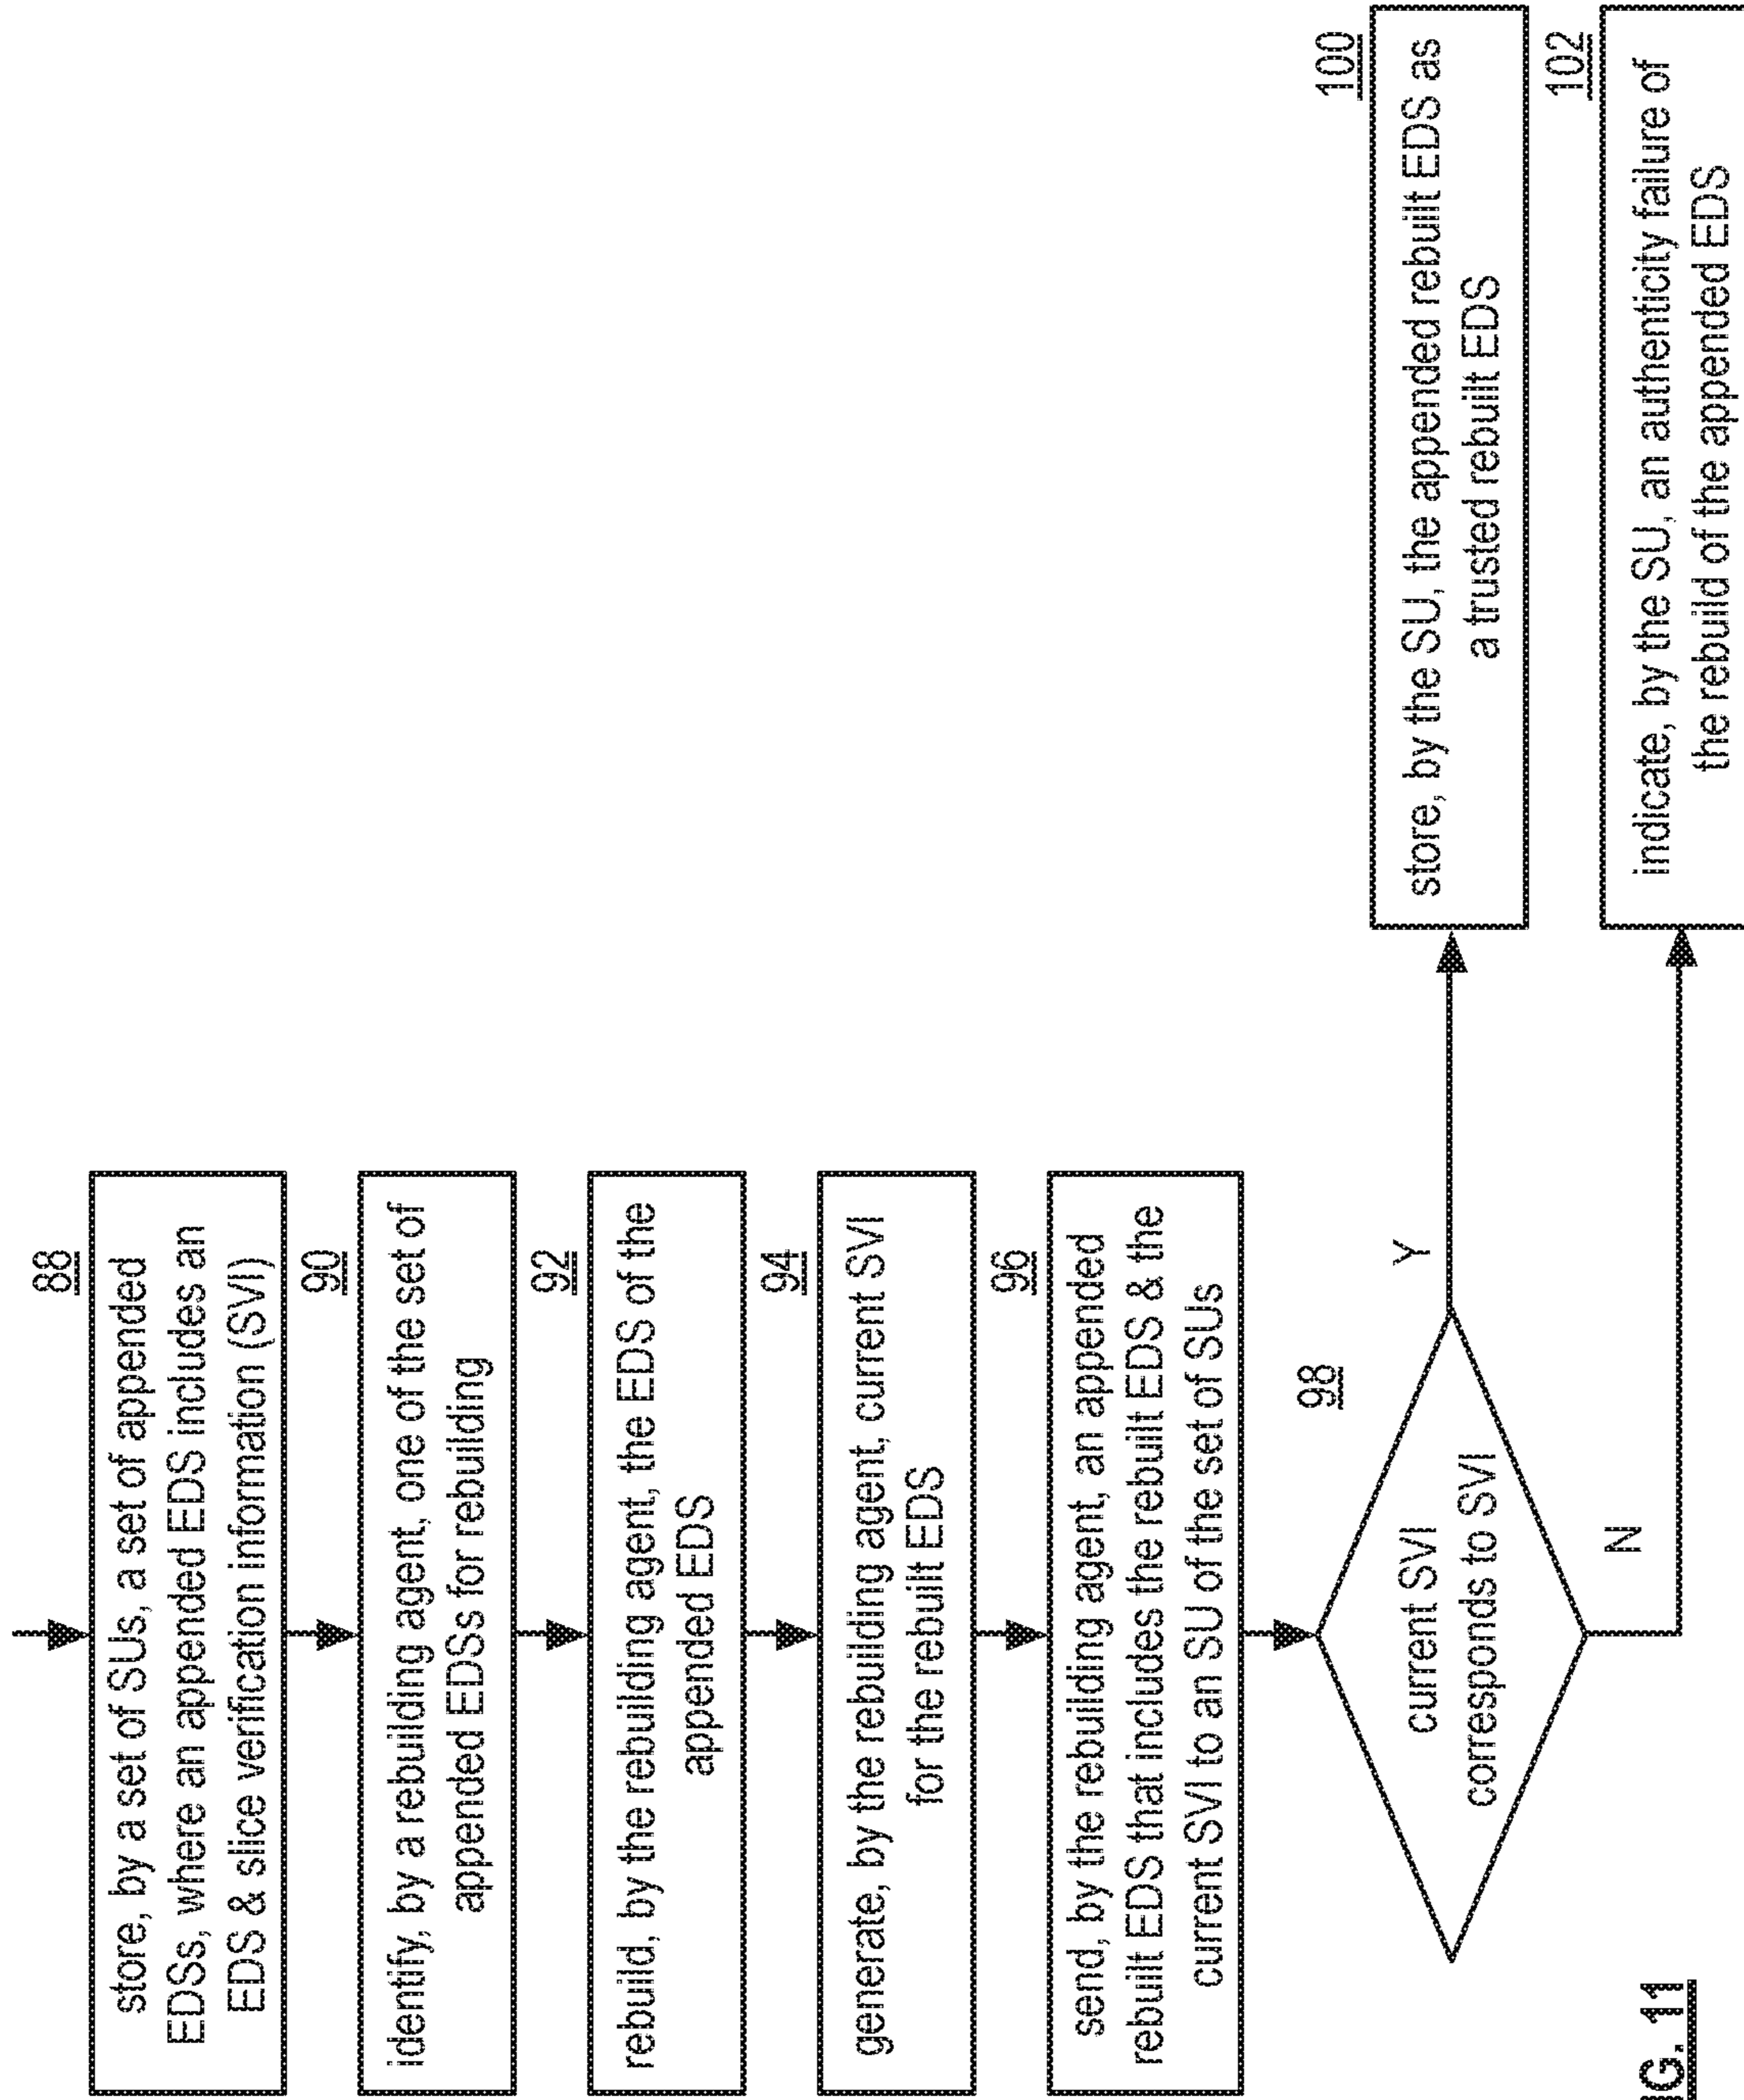 88
store, by a set of SUs, a set of appended
EDSs, where an appended EDS includes an
EDS & slice verification information (SVI)
90
identify, by a rebuilding agent, one of the set of
appended EDSs for rebuilding
92
rebuild, by the rebuilding agent, the EDS of the
appended EDS
94
generate, by the rebuilding agent, current SVI
for the rebuilt EDS
96
send, by the rebuilding agent, an appended
rebuilt EDS that includes the rebuilt EDS & the
current SVI to an SU of the set of SUs
98
current SVI
corresponds to SVI
Y
N
100
store, by the SU, the appended rebuilt EDS as
a trusted rebuilt EDS
102
indicate, by the SU, an authenticity failure of
the rebuild of the appended EDS
IG. 11